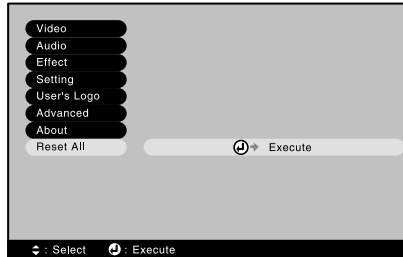 Video
Audio
Effect
Setting
User's Logo
Advanced
About
Reset All Execute
: Select : Execute